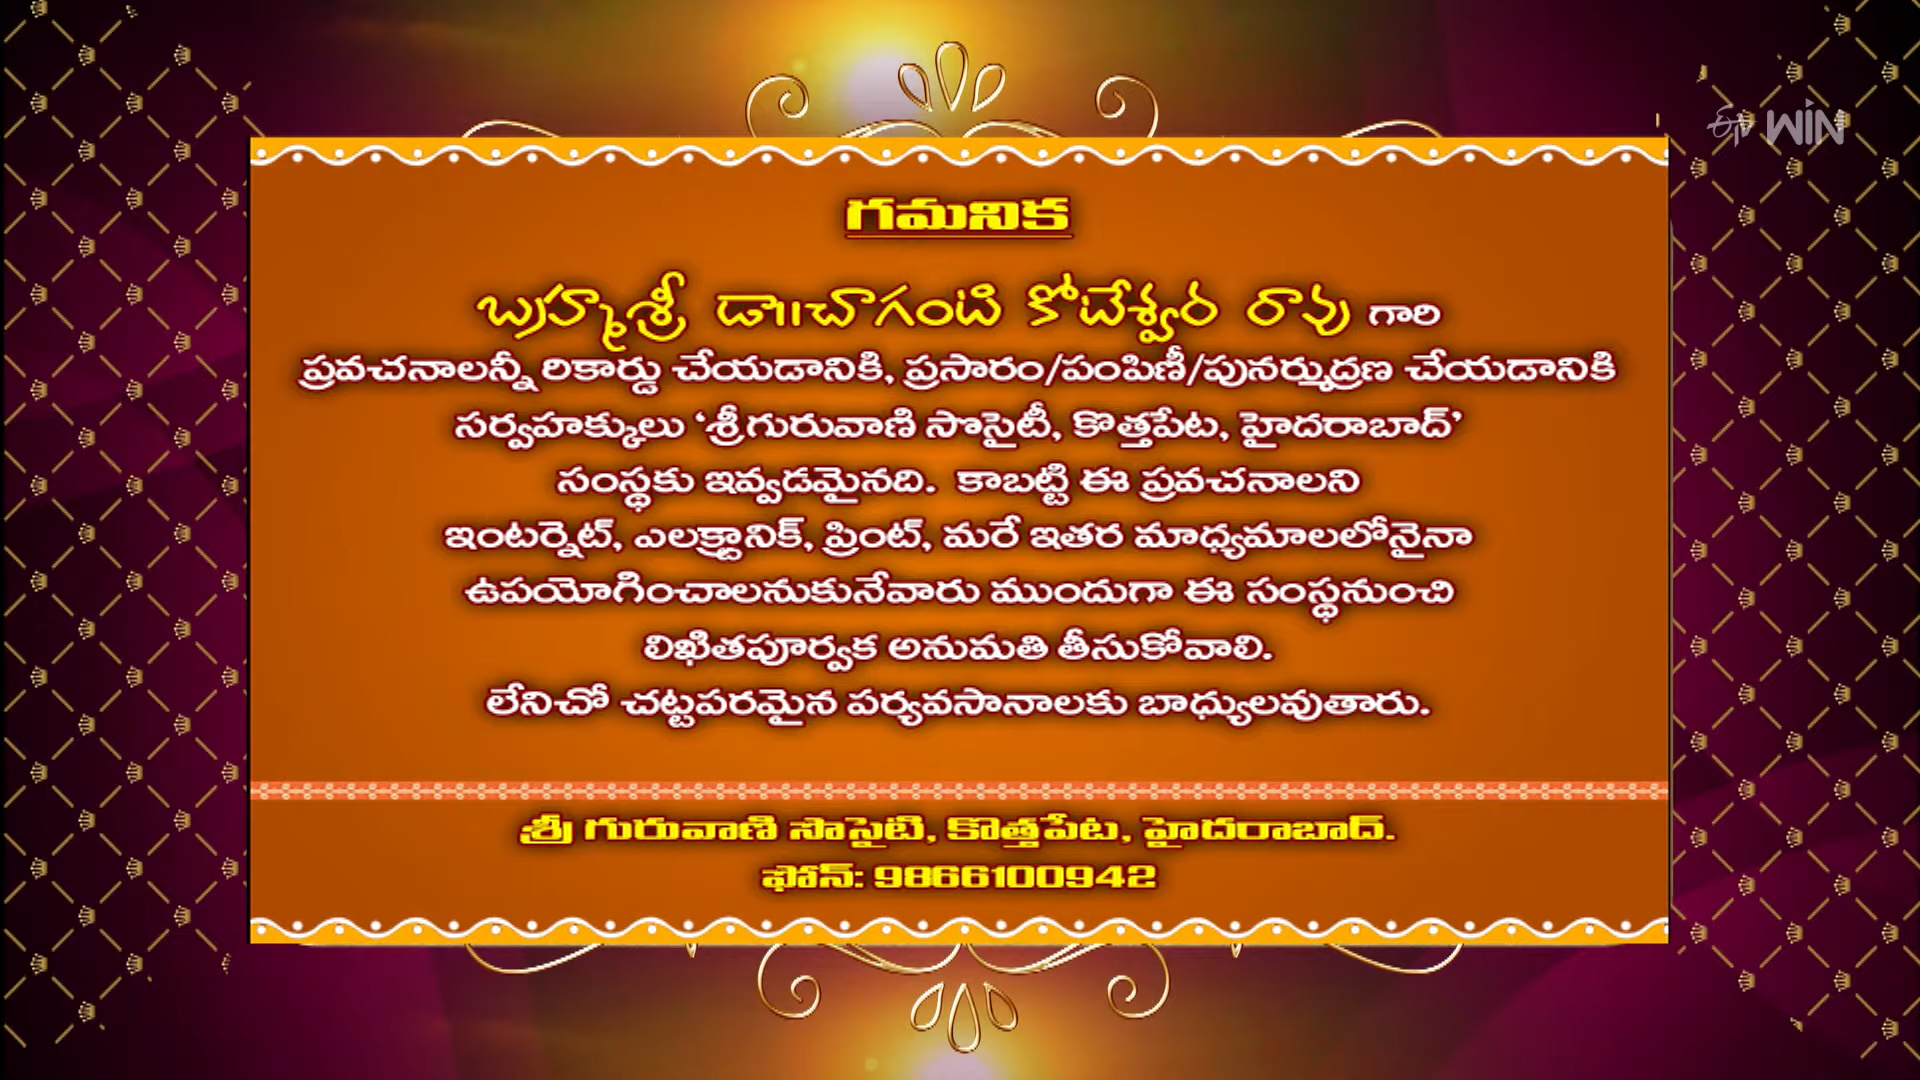 ఈటీవీ WIN
గమనిక
బ్రహ్మశ్రీ డా॥చాగంటి కోటేశ్వర రావు గారి
ప్రవచనాలన్నీ రికార్డు చేయడానికి, ప్రసారం/పంపిణీ/పునర్ముద్రణ చేయడానికి
సర్వహక్కులు ‘శ్రీగురువాణి సొసైటీ, కొత్తపేట, హైదరాబాద్’
సంస్థకు ఇవ్వడమైనది. కాబట్టి ఈ ప్రవచనాలని
ఇంటర్నెట్, ఎలక్ట్రానిక్, ప్రింట్, మరే ఇతర మాధ్యమాలలోనైనా
ఉపయోగించాలనుకునేవారు ముందుగా ఈ సంస్థనుంచి
లిఖితపూర్వక అనుమతి తీసుకోవాలి.
లేనిచో చట్టపరమైన పర్యవసానాలకు బాధ్యులవుతారు.
శ్రీ గురువాణి సొసైటి, కొత్తపేట, హైదరాబాద్.
ఫోన్: 9866100942